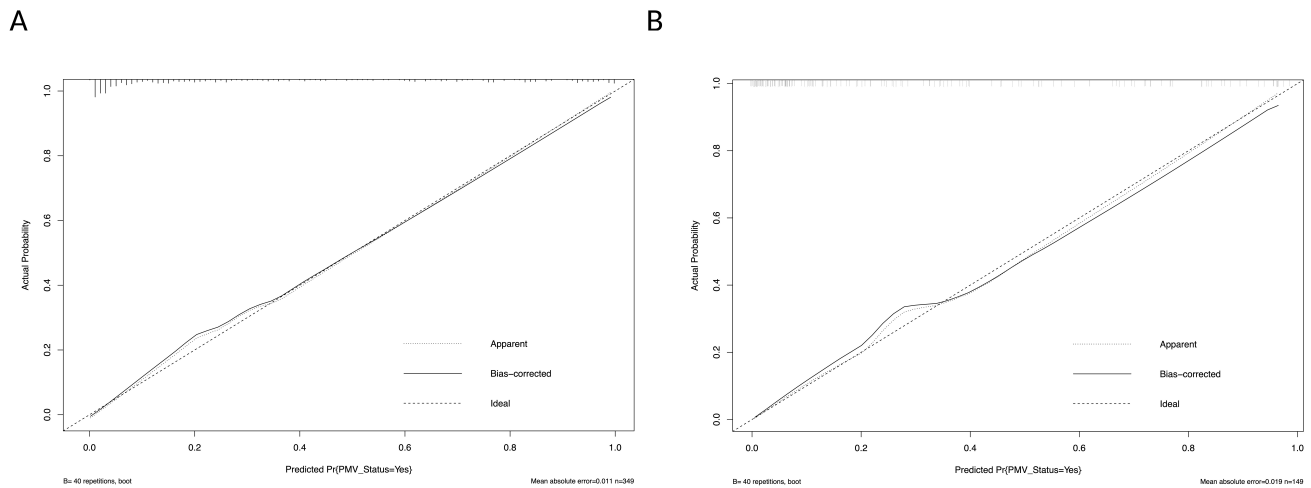 A
Actual Probability
1.0
0.8
0.6
0.4
0.2
0.0
Apparent
Bias-corrected
Ideal
0.0 0.2 0.4 0.6 0.8 1.0
Predicted Pr{PMV_Status=Yes}
B= 40 repetitions, boot
Mean absolute error=0.011 n=349
B
Actual Probability
1.0
0.8
0.6
0.4
0.2
0.0
Apparent
Bias-corrected
Ideal
0.0 0.2 0.4 0.6 0.8 1.0
Predicted Pr{PMV_Status=Yes}
B= 40 repetitions, boot
Mean absolute error=0.019 n=149